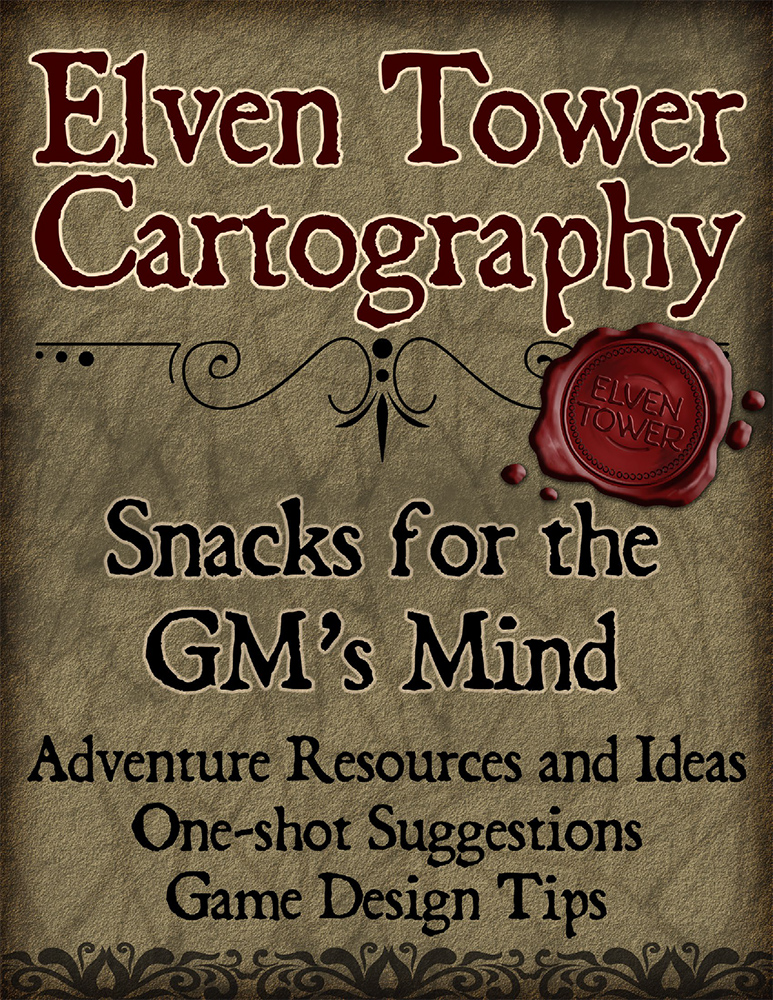 Elven Tower
Cartography
ELVEN
TOWER
Snacks for the
GM's Mind
Adventure Resources and Ideas
One-shot Suggestions
Game Design Tips